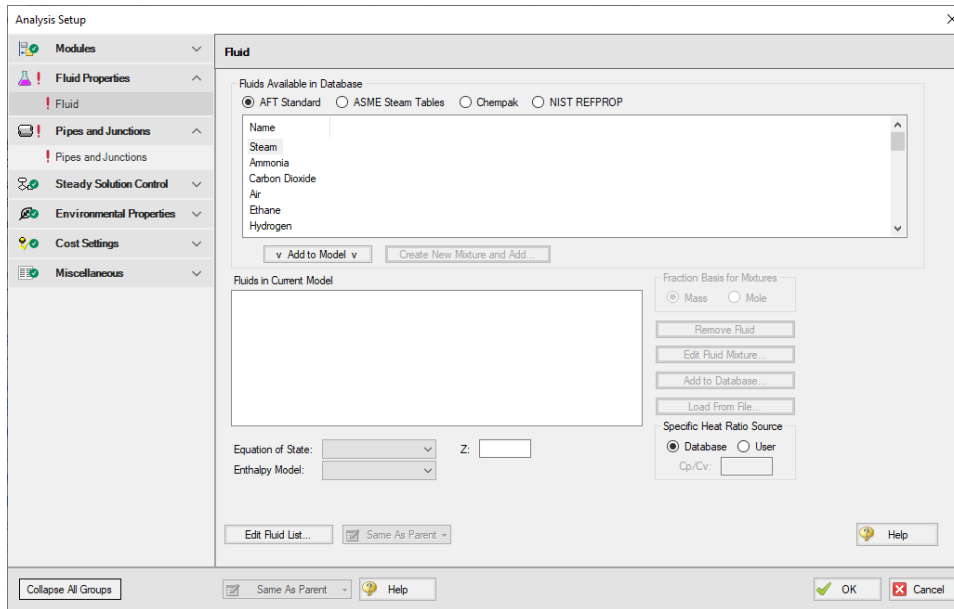 Analysis Setup
Modules
Fluid Properties
Fluid
Pipes and Junctions
Pipes and Junctions
Steady Solution Control
Environmental Properties
Cost Settings
Miscellaneous
Fluid
Fluids Available in Database
AFT Standard ASME Steam Tables Chempak NIST REFPROP
Name
Steam
Ammonia
Carbon Dioxide
Air
Ethane
Hydrogen
v Add to Model v Create New Mixture and Add...
Fluids in Current Model
Fraction Basis for Mixtures
Mass Mole
Remove Fluid
Edit Fluid Mixture...
Add to Database...
Load From File...
Specific Heat Ratio Source
Database User
Cp/Cv:
Equation of State: Z:
Enthalpy Model:
Edit Fluid List... Same As Parent Help
Collapse All Groups Same As Parent Help OK Cancel